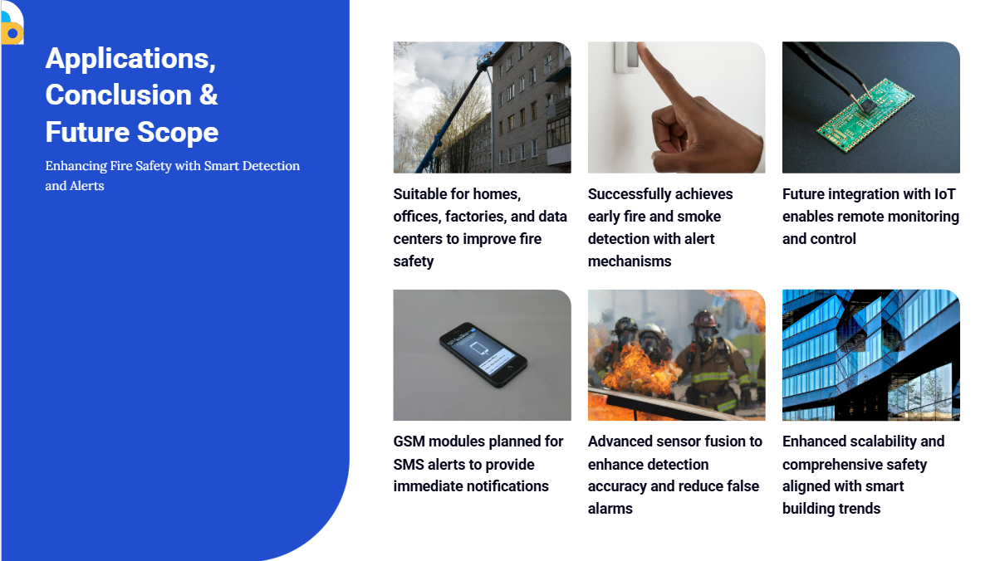 Applications,
Conclusion &
Future Scope
Enhancing Fire Safety with Smart Detection
and Alerts
Suitable for homes,
offices, factories, and data
centers to improve fire
safety
Successfully achieves
early fire and smoke
detection with alert
mechanisms
Future integration with IoT
enables remote monitoring
and control
GSM modules planned for
SMS alerts to provide
immediate notifications
Advanced sensor fusion to
enhance detection
accuracy and reduce false
alarms
Enhanced scalability and
comprehensive safety
aligned with smart
building trends